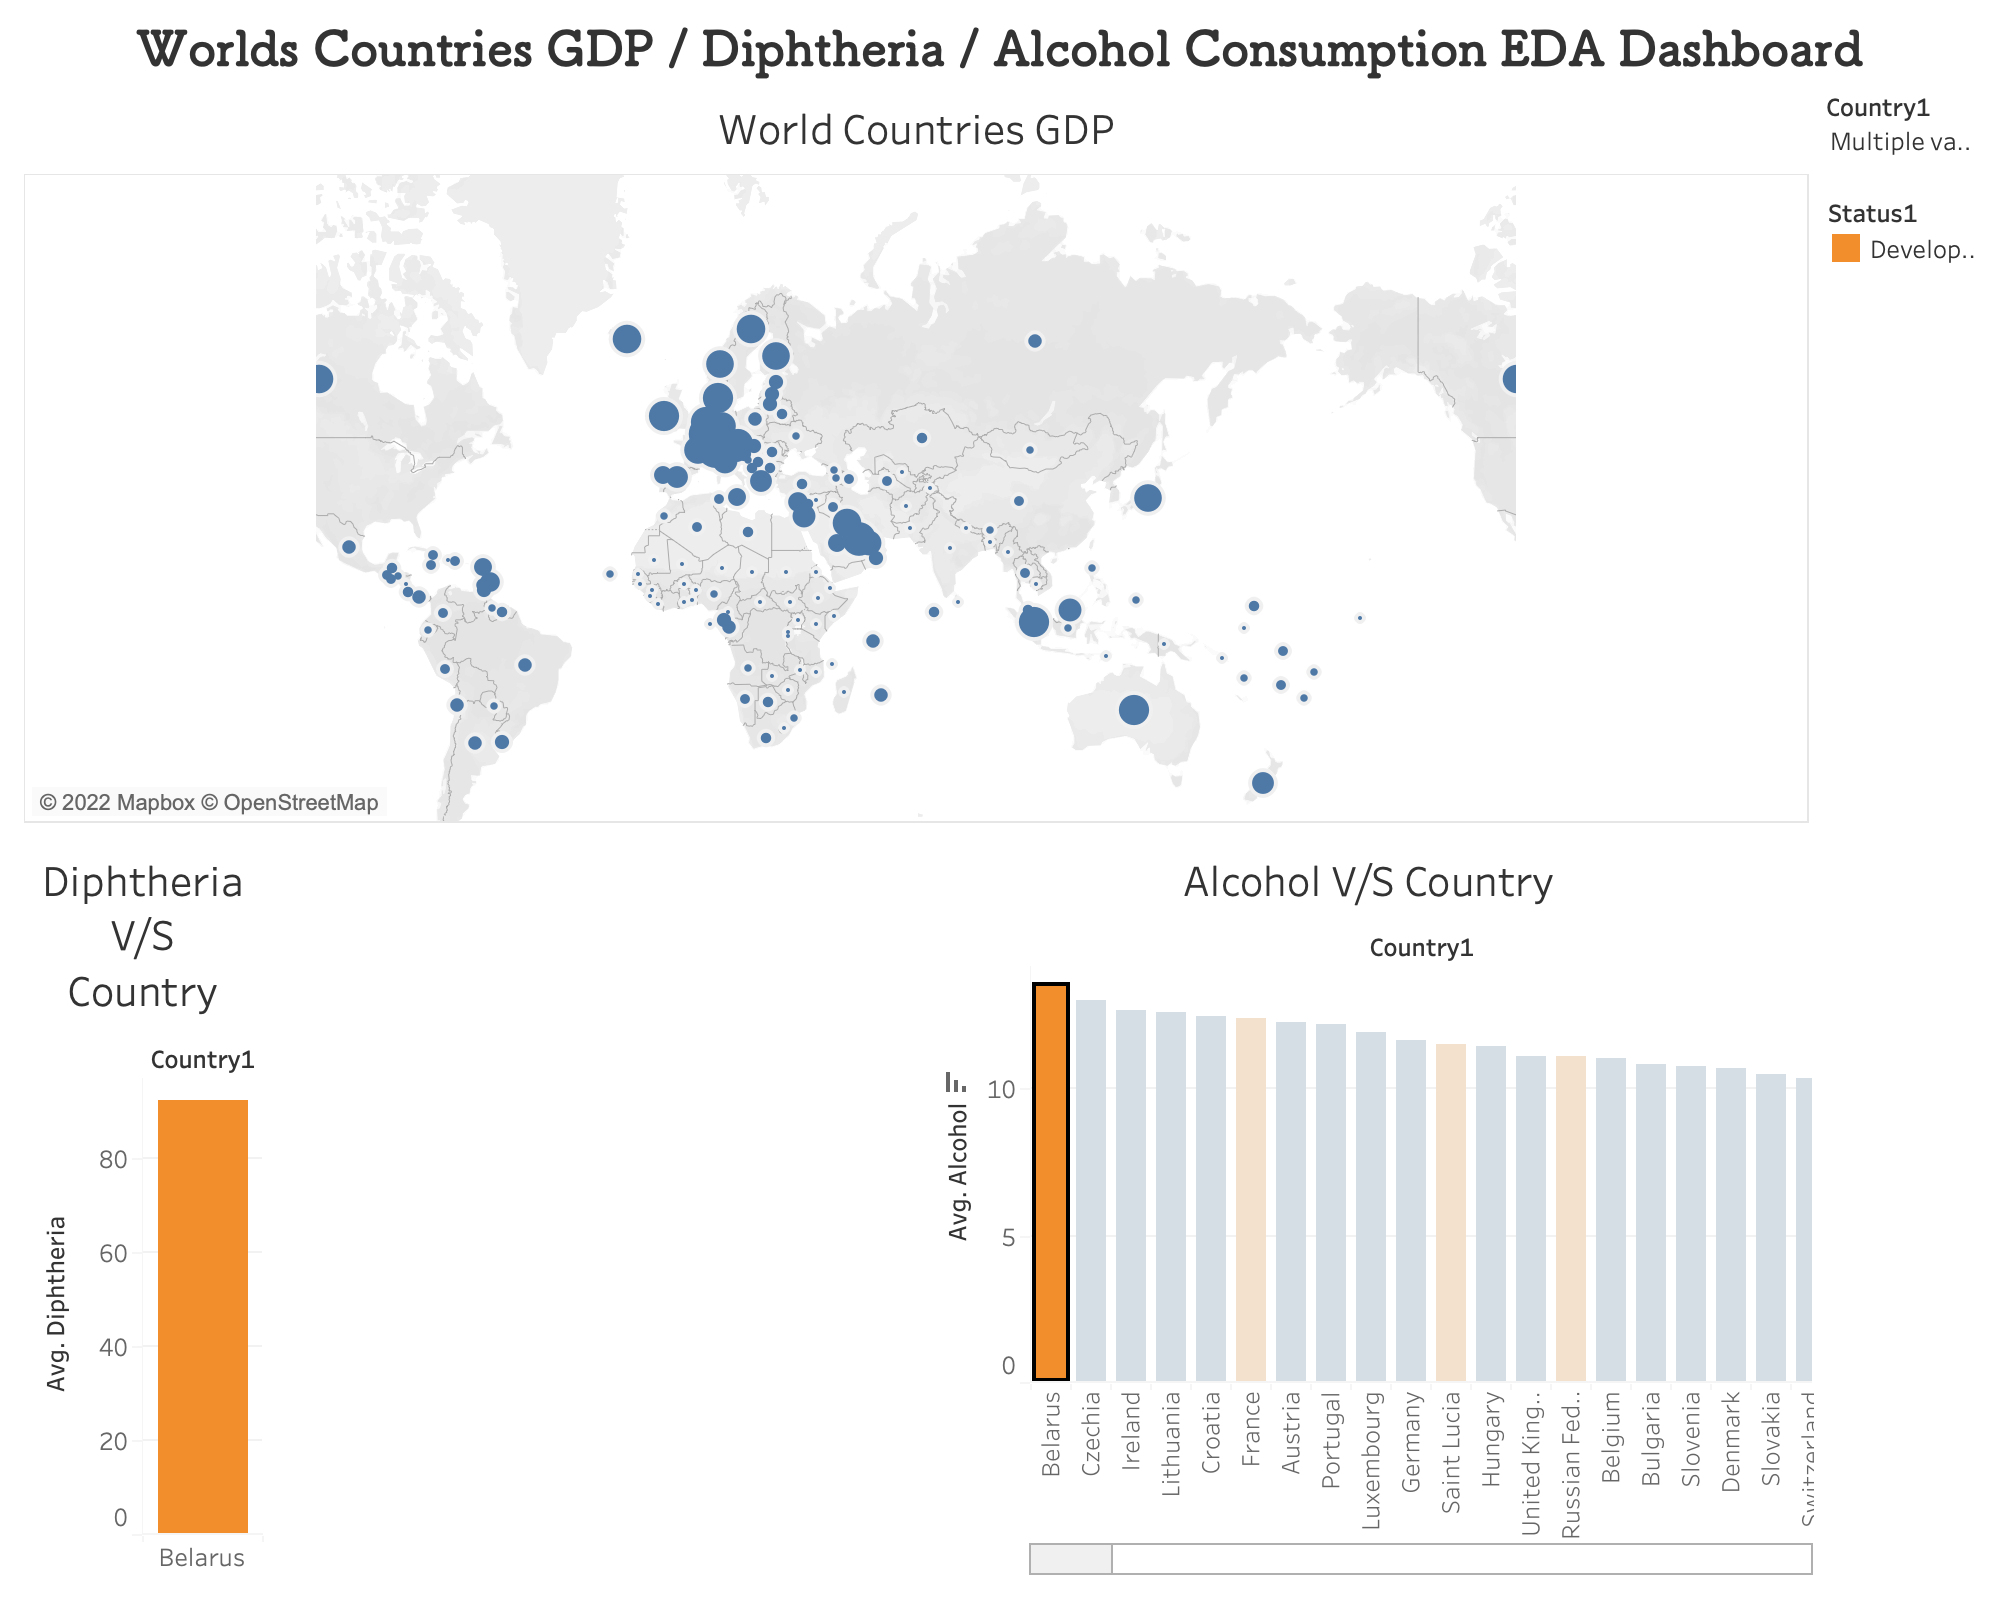 Worlds Countries GDP / Diphtheria / Alcohol Consumption EDA Dashboard
World Countries GDP
Country1
Multiple va..
Status1
Develop..
© 2022 Mapbox © OpenStreetMap
Diphtheria
V/S
Country
Country1
Avg. Diphtheria
80
60
40
20
0
Belarus
Alcohol V/S Country
Country1
Avg. Alcohol
10
5
0
Belarus
Czechia
Ireland
Lithuania
Croatia
France
Austria
Portugal
Luxembourg
Germany
Saint Lucia
Hungary
United King..
Russian Fed..
Belgium
Bulgaria
Slovenia
Denmark
Slovakia
Switzerland